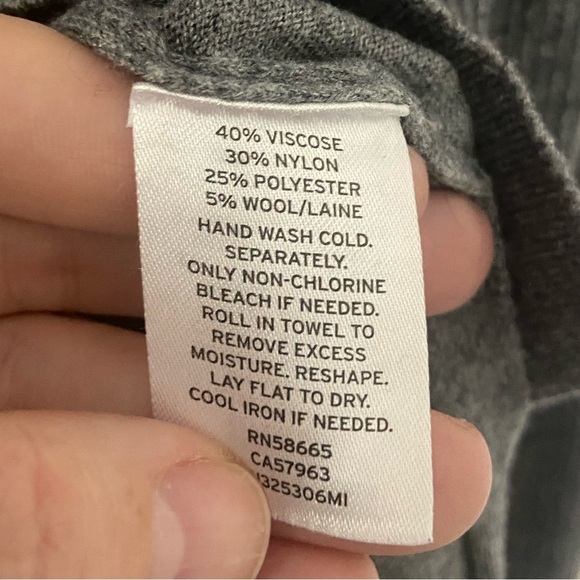 40% VISCOSE
30% NYLON
25% POLYESTER
5% WOOL/LAINE
HAND WASH COLD.
SEPARATELY.
ONLY NON-CHLORINE
BLEACH IF NEEDED.
ROLL IN TOWEL TO
REMOVE EXCESS
MOISTURE. RESHAPE.
LAY FLAT TO DRY.
COOL IRON IF NEEDED.
RN58665
CA57963
325306MI